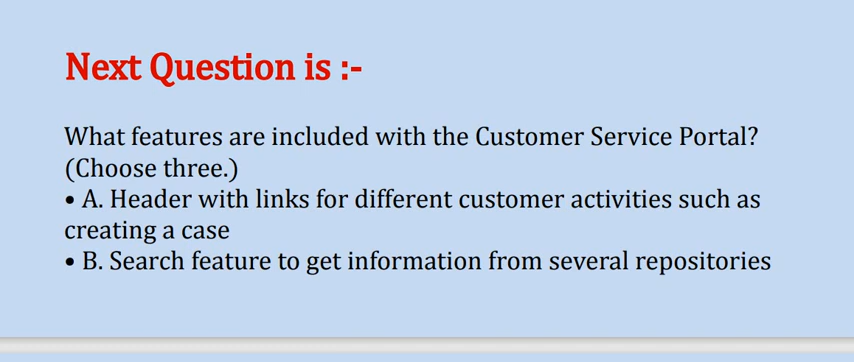 Next Question is :-
What features are included with the Customer Service Portal?
(Choose three.)
• A. Header with links for different customer activities such as
creating a case
• B. Search feature to get information from several repositories